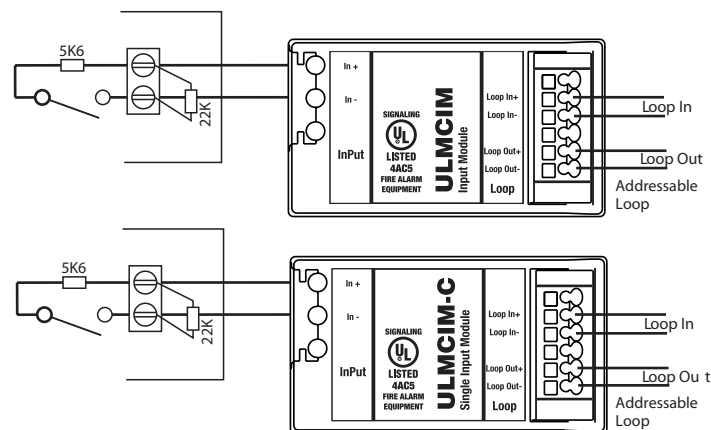 5K6
22K
In +
In -
InPut
SIGNALING
UL
LISTED
4AC5
FIRE ALARM
EQUIPMENT
ULMCIM
Input Module
Loop In+
Loop In-
Loop Out+
Loop Out-
Loop
Loop In
Loop Out
Addressable
Loop
5K6
22K
In +
In -
InPut
SIGNALING
UL
LISTED
4AC5
FIRE ALARM
EQUIPMENT
ULMCIM-C
Single Input Module
Loop In+
Loop In-
Loop Out+
Loop Out-
Loop
Loop In
Loop Ou t
Addressable
Loop